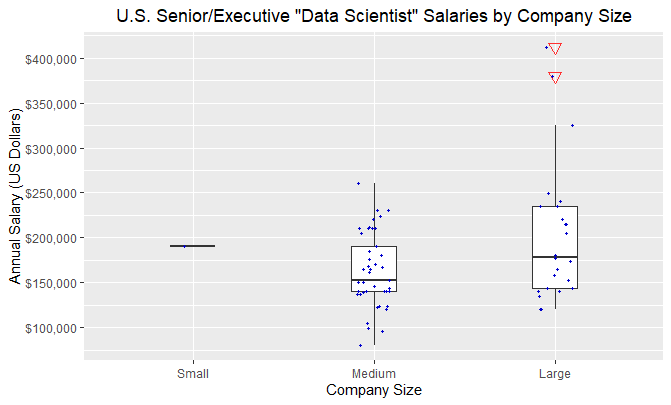 U.S. Senior/Executive "Data Scientist" Salaries by Company Size
Annual Salary (US Dollars)
$400,000
$350,000
$300,000
$250,000
$200,000
$150,000
$100,000
Small Medium Large
Company Size